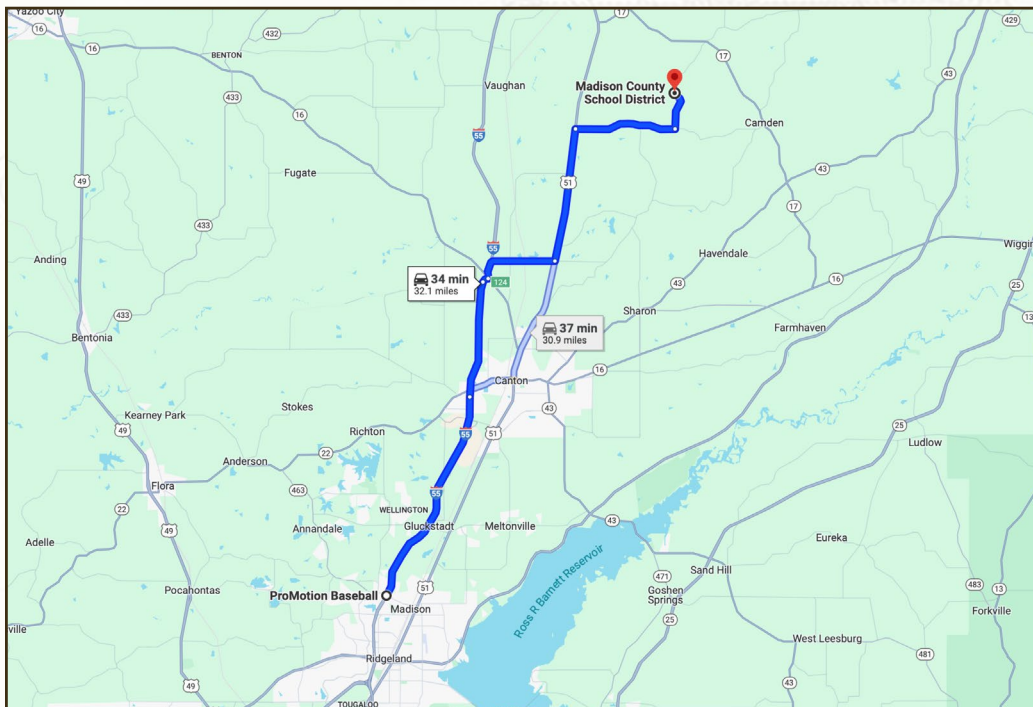 Yazoo City
16
432
17
429
16
BENTON
Vaughan
Madison County
School District
17
43
433
16
Camden
55
49
51
Fugate
43
433
17
Anding
55
Havendale
Wiggin
34 min
32.1 miles
124
43
16
25
13
433
Sharon
37 min
30.9 miles
Farmhaven
Bentonia
16
Canton
Stokes
43
Kearney Park
Richton
51
49
55
25
Ludlow
Anderson
22
Flora
463
55
WELLINGTON
22
Annandale
Gluckstadt
Meltonville
43
49
Adelle
Eureka
471
Sand Hill
Pocahontas
51
Goshen
Springs
483
13
ProMotion Baseball
Madison
Ross R Barnett Reservoir
25
Forkville
ville
West Leesburg
Ridgeland
481
43
49
43
TOUGALOO
25